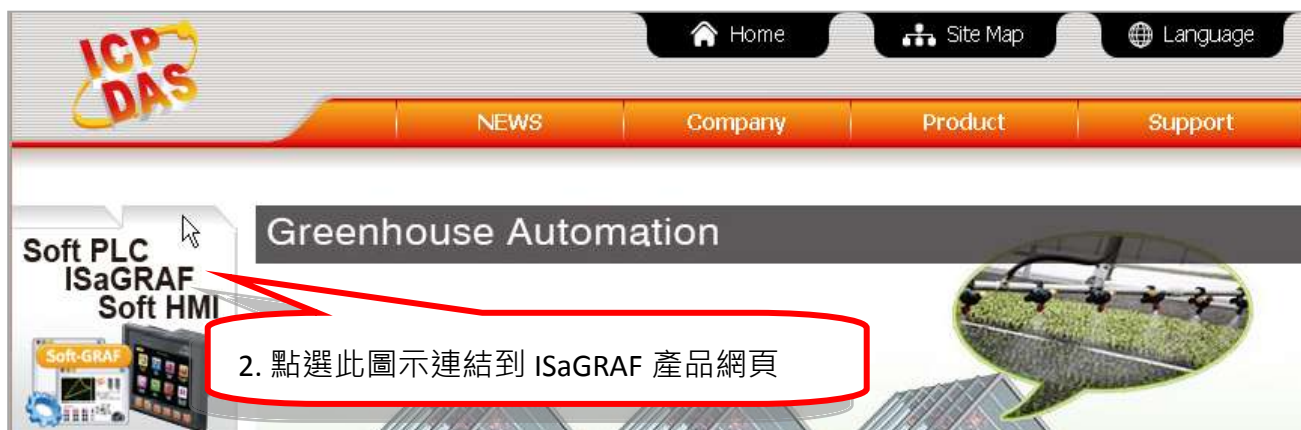 ICP
DAS
Home
Site Map
Language
NEWS
Company
Product
Support
Soft PLC
ISaGRAF
Soft HMI
Soft-GRAF
Greenhouse Automation
2. 點選此圖示連結到 ISaGRAF 產品網頁